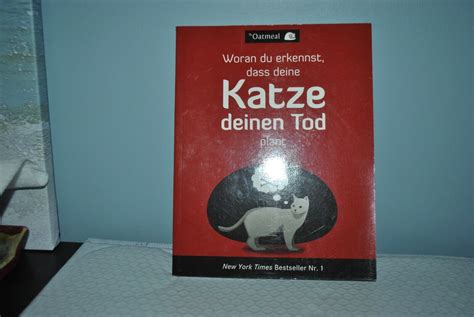 The Oatmeal
Woran du erkennst,
dass deine
Katze
deinen Tod
plant
New York Times Bestseller Nr. 1